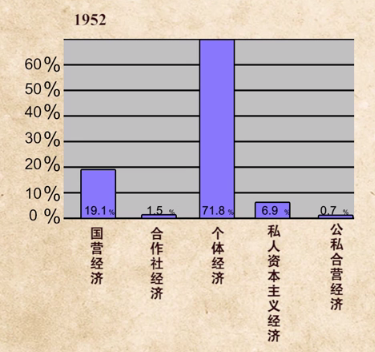 1952
60%
50%
40%
30%
20%
10%
0 %
19.1 %
1.5 %
71.8 %
6.9 %
0.7 %
国营经济
合作社经济
个体经济
私人资本主义经济
公私合营经济